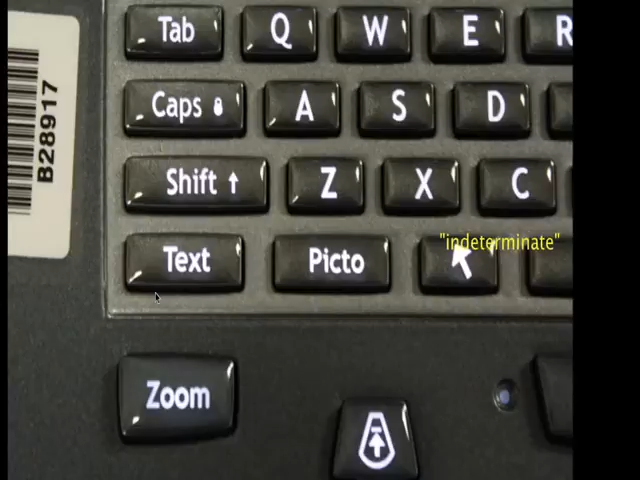 Tab Q W E R
Caps A S D
B28917
Shift Z X C
"indeterminate"
Text Picto
Zoom